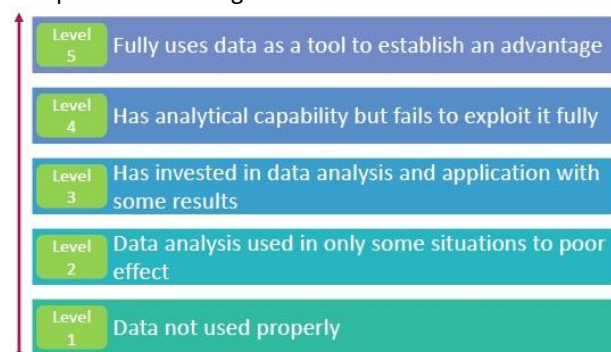 Level
5
Fully uses data as a tool to establish an advantage
Level
4
Has analytical capability but fails to exploit it fully
Level
3
Has invested in data analysis and application with
some results
Level
2
Data analysis used in only some situations to poor
effect
Level
1
Data not used properly